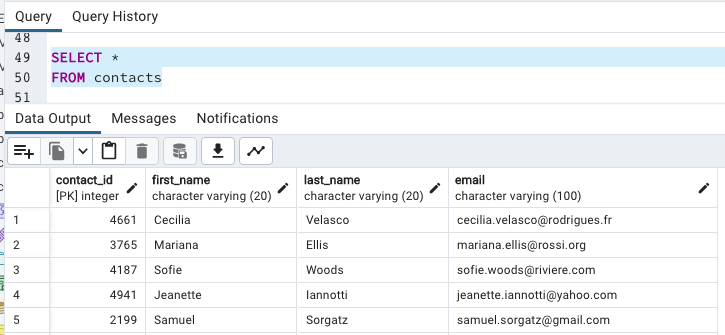 Query Query History
48
49 SELECT *
50 FROM contacts
51
Data Output Messages Notifications
contact_id first_name last_name email
[PK] integer character varying (20) character varying (20) character varying (100)
1 4661 Cecilia Velasco cecilia.velasco@rodrigues.fr
2 3765 Mariana Ellis mariana.ellis@rossi.org
3 4187 Sofie Woods sofie.woods@riviere.com
4 4941 Jeanette Iannotti jeanette.iannotti@yahoo.com
5 2199 Samuel Sorgatz samuel.sorgatz@gmail.com